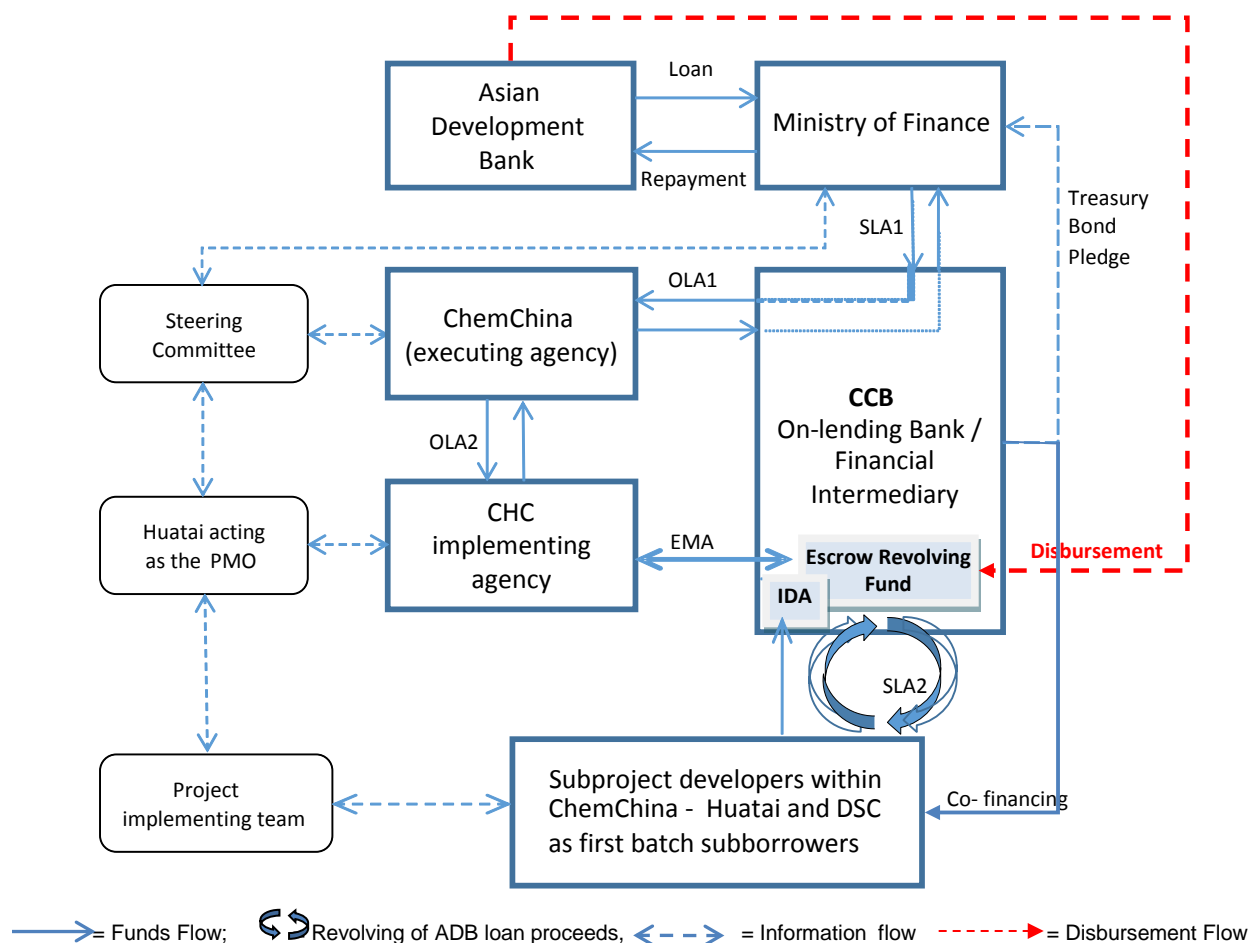 Loan
Asian
Development
Bank
Ministry of Finance
Repayment
Treasury
Bond
Pledge
SLA1
OLA1
Steering
Committee
ChemChina
(executing agency)
CCB
On-lending Bank /
Financial
Intermediary
OLA2
Huatai acting
as the PMO
CHC
implementing
agency
EMA
Escrow Revolving
Fund
Disbursement
IDA
SLA2
Project
implementing team
Subproject developers within
ChemChina - Huatai and DSC
as first batch subborrowers
Co- financing
= Funds Flow; Revolving of ADB loan proceeds, = Information flow = Disbursement Flow